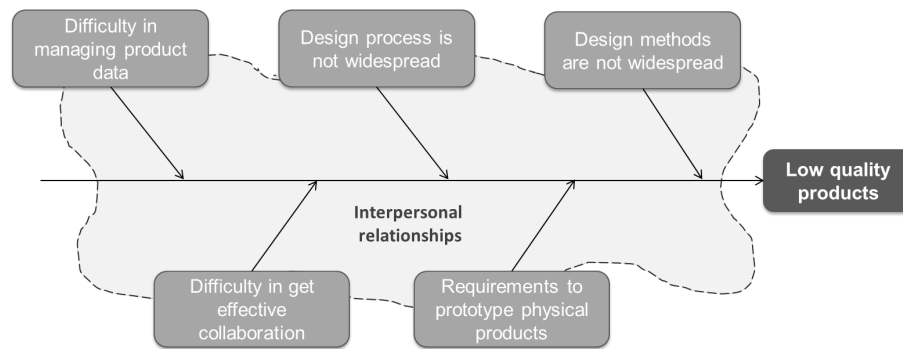 Difficulty in
managing product
data
Design process is
not widespread
Design methods
are not widespread
Low quality
products
Interpersonal
relationships
Difficulty in get
effective
collaboration
Requirements to
prototype physical
products